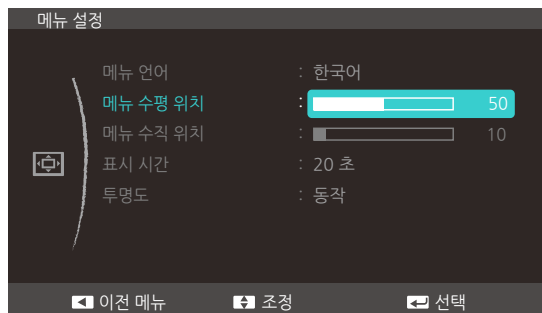 메뉴 설정
메뉴 언어 : 한국어
메뉴 수평 위치 : 50
메뉴 수직 위치 : 10
표시 시간 : 20 초
투명도 : 동작
이전 메뉴 조정 선택